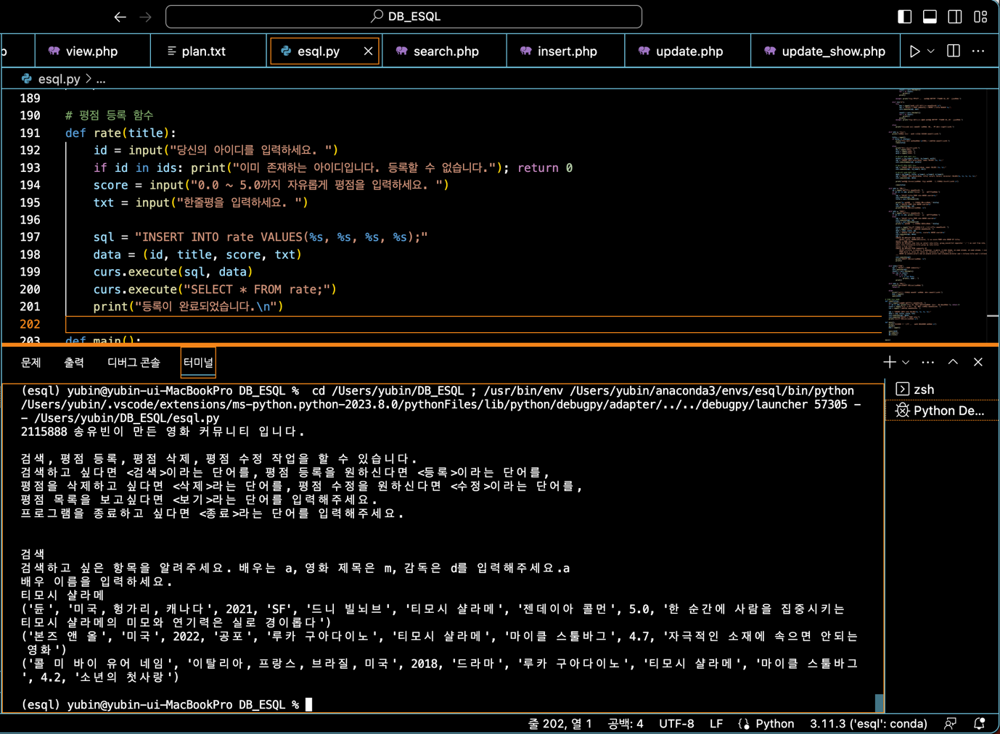 DB_ESQL
view.php
plan.txt
esql.py
search.php
insert.php
update.php
update_show.php
esql.py > ...
189
190 # 평점 등록 함수
191 def rate(title):
192 id = input("당신의 아이디를 입력하세요. ")
193 if id in ids: print("이미 존재하는 아이디입니다. 등록할 수 없습니다."); return 0
194 score = input("0.0 ~ 5.0까지 자유롭게 평점을 입력하세요. ")
195 txt = input("한줄평을 입력하세요. ")
196
197 sql = "INSERT INTO rate VALUES(%s, %s, %s, %s);"
198 data = (id, title, score, txt)
199 curs.execute(sql, data)
200 curs.execute("SELECT * FROM rate;")
201 print("등록이 완료되었습니다.\n")
202
203 def main():
문제 출력 디버그 콘솔 터미널
zsh
Python De...
(esql) yubin@yubin-ui-MacBookPro DB_ESQL % cd /Users/yubin/DB_ESQL ; /usr/bin/env /Users/yubin/anaconda3/envs/esql/bin/python
/Users/yubin/.vscode/extensions/ms-python.python-2023.8.0/pythonFiles/lib/python/debugpy/adapter/../../debugpy/launcher 57305 -
- /Users/yubin/DB_ESQL/esql.py
2115888 송유빈이 만든 영화 커뮤니티 입니다.
검색, 평점 등록, 평점 삭제, 평점 수정 작업을 할 수 있습니다.
검색하고 싶다면 <검색>이라는 단어를, 평점 등록을 원하신다면 <등록>이라는 단어를,
평점을 삭제하고 싶다면 <삭제>라는 단어를, 평점 수정을 원하신다면 <수정>이라는 단어를,
평점 목록을 보고싶다면 <보기>라는 단어를 입력해주세요.
프로그램을 종료하고 싶다면 <종료>라는 단어를 입력해주세요.
검색
검색하고 싶은 항목을 알려주세요. 배우는 a, 영화 제목은 m, 감독은 d를 입력해주세요.a
배우 이름을 입력하세요.
티모시 샬라메
('듄', '미국, 헝가리, 캐나다', 2021, 'SF', '드니 빌뇌브', '티모시 샬라메', '젠데이아 콜먼', 5.0, '한 순간에 사람을 집중시키는
티모시 샬라메의 미모와 연기력은 실로 경이롭다')
('본즈 앤 올', '미국', 2022, '공포', '루카 구아다이노', '티모시 샬라메', '마이클 스툴바그', 4.7, '자극적인 소재에 속으면 안되는
영화')
('콜 미 바이 유어 네임', '이탈리아, 프랑스, 브라질, 미국', 2018, '드라마', '루카 구아다이노', '티모시 샬라메', '마이클 스툴바그
', 4.2, '소년의 첫사랑')
(esql) yubin@yubin-ui-MacBookPro DB_ESQL %
줄 202, 열 1 공백: 4 UTF-8 LF Python 3.11.3 ('esql': conda)